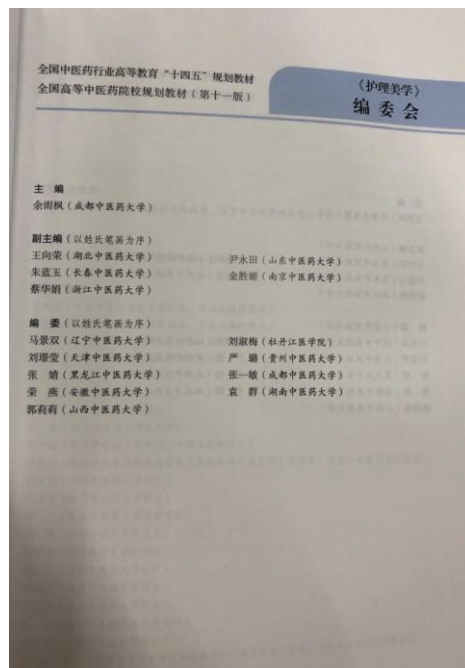 全国中医药行业高等教育“十四五”规划教材
全国高等中医药院校规划教材(第十一版)
《护理美学》
编委会
主 编
余雨枫(成都中医药大学)
副主编(以姓氏笔画为序)
王向荣(湖北中医药大学) 尹永田(山东中医药大学)
朱蓝玉(长春中医药大学) 金胜姬(南京中医药大学)
蔡华娟(浙江中医药大学)
编 委(以姓氏笔画为序)
马景双(辽宁中医药大学) 刘淑梅(牡丹江医学院)
刘璟莹(天津中医药大学) 严 璐(贵州中医药大学)
张 婧(黑龙江中医药大学) 张一敏(成都中医药大学)
荣 燕(安徽中医药大学) 袁 群(湖南中医药大学)
郭莉莉(山西中医药大学)